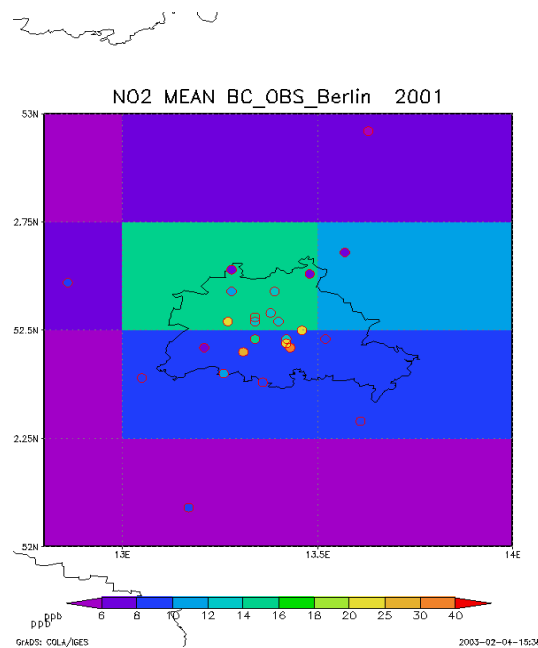 NO2 MEAN BC_OBS_Berlin 2001
53N
2.75N
52.5N
2.25N
52N
13E 13.5E 14E
ppb 6 8 10 12 14 16 18 20 25 30 40
ppb
GrADS: COLA/IGES 2003-02-04-15:35